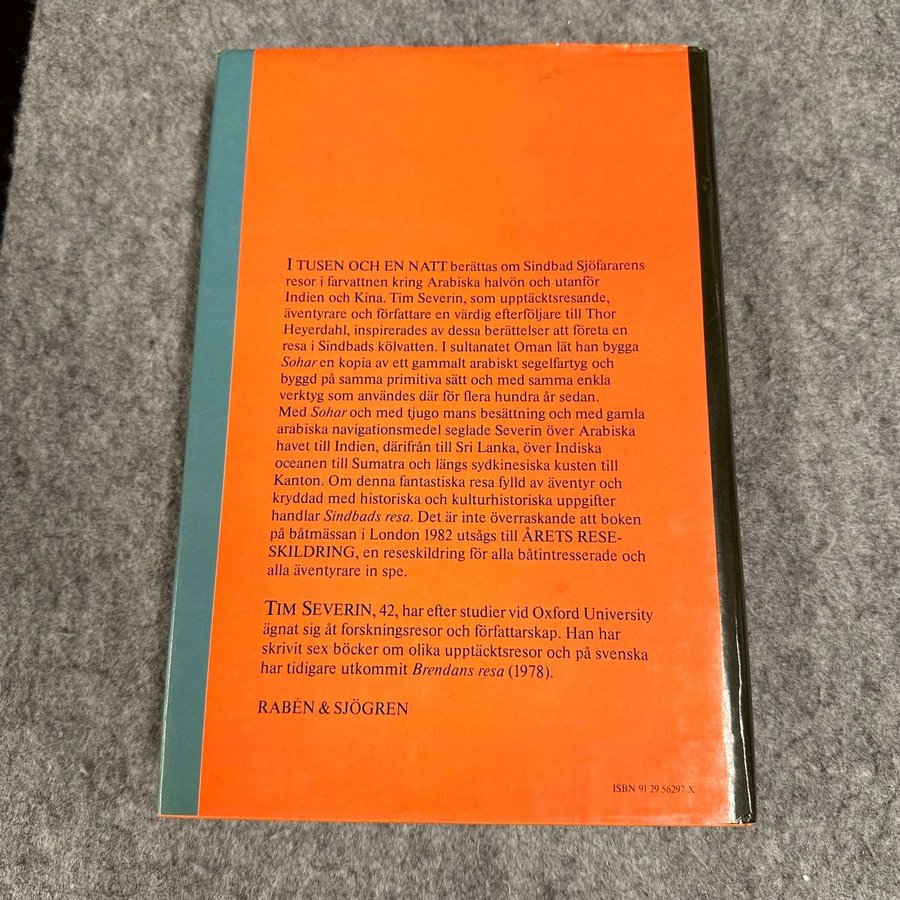 I TUSEN OCH EN NATT berättas om Sindbad Sjöfararens
resor i farvattnen kring Arabiska halvön och utanför
Indien och Kina. Tim Severin, som upptäcktsresande,
äventyrare och författare en värdig efterföljare till Thor
Heyerdahl, inspirerades av dessa berättelser att företa en
resa i Sindbads kölvatten. I sultanatet Oman lät han bygga
Sohar en kopia av ett gammalt arabiskt segelfartyg och
byggd på samma primitiva sätt och med samma enkla
verktyg som användes där för flera hundra år sedan.
Med Sohar och med tjugo mans besättning och med gamla
arabiska navigationsmedel seglade Severin över Arabiska
havet till Indien, därifrån till Sri Lanka, över Indiska
oceanen till Sumatra och längs sydkinesiska kusten till
Kanton. Om denna fantastiska resa fylld av äventyr och
kryddad med historiska och kulturhistoriska uppgifter
handlar Sindbads resa. Det är inte överraskande att boken
på båtmässan i London 1982 utsågs till ÅRETS RESE-
SKILDRING, en reseskildring för alla båtintresserade och
alla äventyrare in spe.
TIM SEVERIN, 42, har efter studier vid Oxford University
ägnat sig åt forskningsresor och författarskap. Han har
skrivit sex böcker om olika upptäcktsresor och på svenska
har tidigare utkommit Brendans resa (1978).
RABÉN & SJÖGREN
ISBN 91 29 56297 X